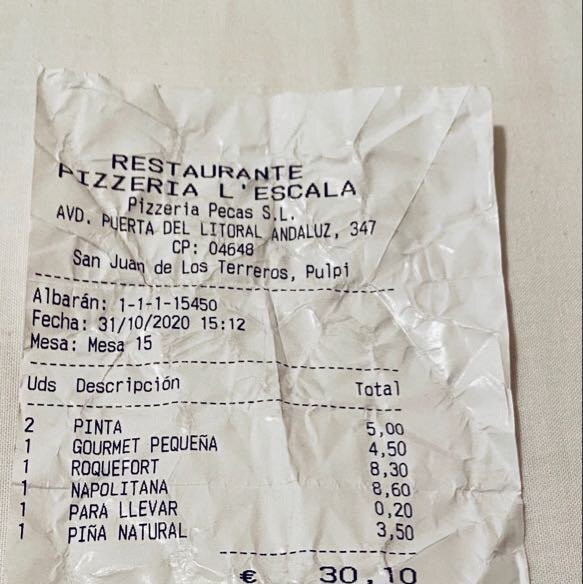 RESTAURANTE
PIZZERIA L'ESCALA
Pizzeria Pecas S.L.
AVD. PUERTA DEL LITORAL ANDALUZ, 347
CP: 04648
San Juan de Los Terreros, Pulpi
Albarán: 1-1-1-15450
Fecha: 31/10/2020 15:12
Mesa: Mesa 15
Uds Descripción Total
2 PINTA 5,00
1 GOURMET PEQUEÑA 4,50
1 ROQUEFORT 8,30
1 NAPOLITANA 8,60
1 PARA LLEVAR 0,20
1 PIÑA NATURAL 3,50
€ 30,10